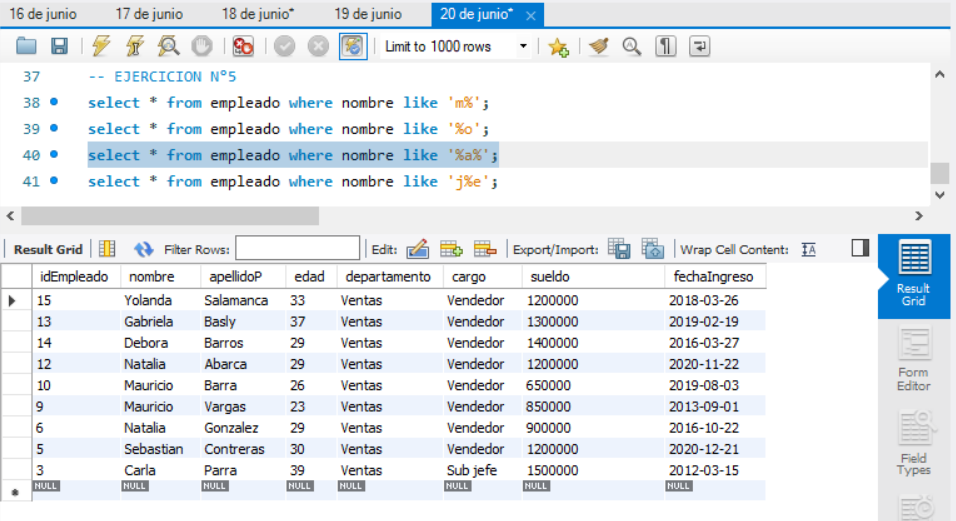 16 de junio 17 de junio 18 de junio* 19 de junio 20 de junio* ×
Limit to 1000 rows
37 -- EJERCICION N°5
38 select * from empleado where nombre like 'm%';
39 select * from empleado where nombre like '%o';
40 select * from empleado where nombre like '%a%';
41 select * from empleado where nombre like 'j%e';
Result Grid Filter Rows: Edit: Export/Import: Wrap Cell Content:
idEmpleado nombre apellidoP edad departamento cargo sueldo fechaIngreso
15 Yolanda Salamanca 33 Ventas Vendedor 1200000 2018-03-26
13 Gabriela Basly 37 Ventas Vendedor 1300000 2019-02-19
14 Debora Barros 29 Ventas Vendedor 1400000 2016-03-27
12 Natalia Abarca 29 Ventas Vendedor 1200000 2020-11-22
10 Mauricio Barra 26 Ventas Vendedor 650000 2019-08-03
9 Mauricio Vargas 23 Ventas Vendedor 850000 2013-09-01
6 Natalia Gonzalez 29 Ventas Vendedor 900000 2016-10-22
5 Sebastian Contreras 30 Ventas Vendedor 1200000 2020-12-21
3 Carla Parra 39 Ventas Sub jefe 1500000 2012-03-15
NULL NULL NULL NULL NULL NULL NULL NULL
Result
Grid
Form
Editor
Field
Types